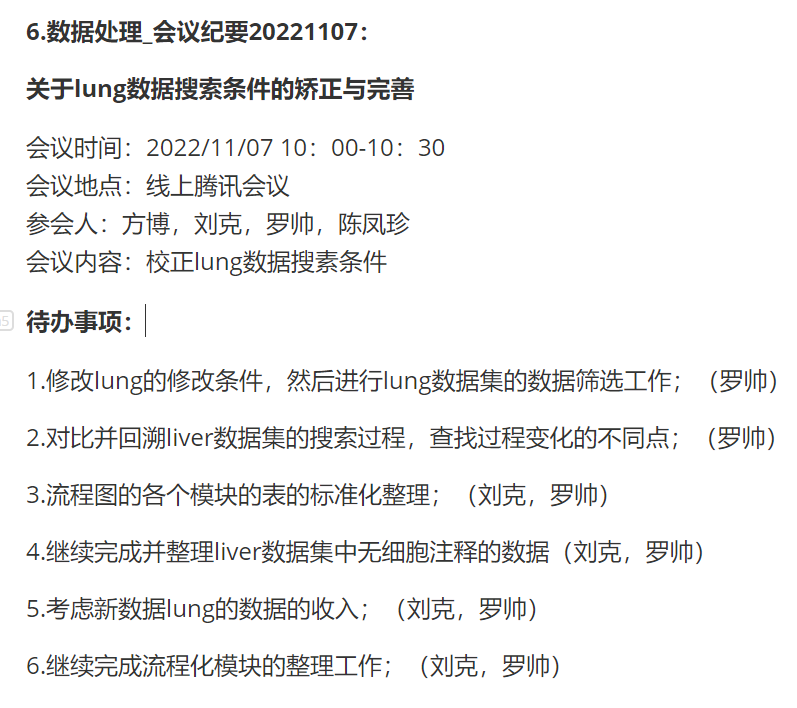 6.数据处理_会议纪要20221107：
关于lung数据搜索条件的矫正与完善
会议时间：2022/11/07 10：00-10：30
会议地点：线上腾讯会议
参会人：方博，刘克，罗帅，陈凤珍
会议内容：校正lung数据搜素条件
待办事项：
1.修改lung的修改条件，然后进行lung数据集的数据筛选工作；（罗帅）
2.对比并回溯liver数据集的搜索过程，查找过程变化的不同点；（罗帅）
3.流程图的各个模块的表的标准化整理；（刘克，罗帅）
4.继续完成并整理liver数据集中无细胞注释的数据（刘克，罗帅）
5.考虑新数据lung的数据的收入；（刘克，罗帅）
6.继续完成流程化模块的整理工作；（刘克，罗帅）